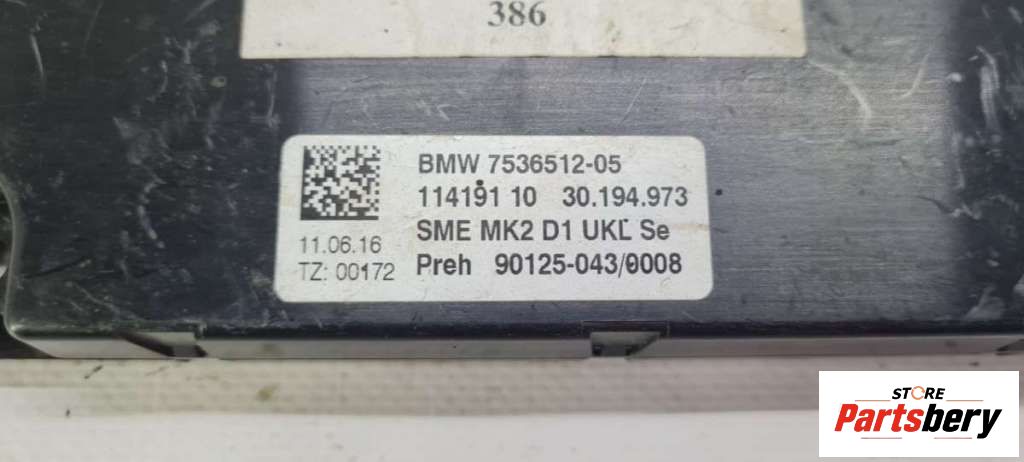 386
BMW 7536512-05
114191 10 30.194.973
SME MK2 D1 UKL Se
11.06.16
TZ: 00172
Preh 90125-043/0008
STORE
Partsbery